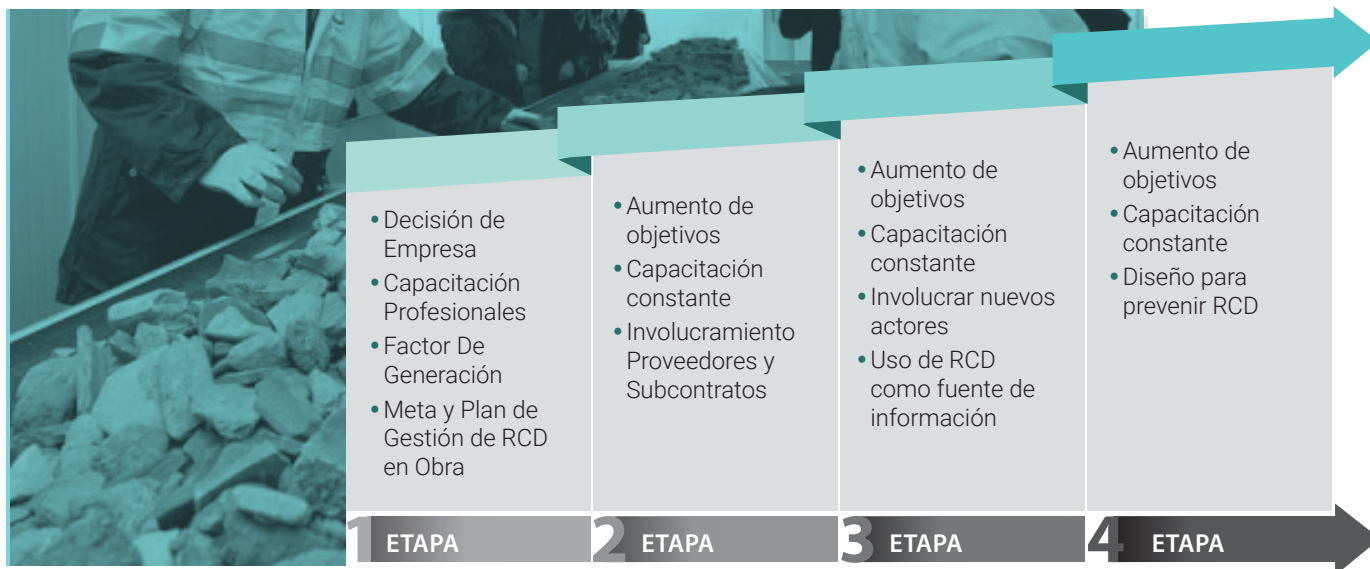 • Decisión de
Empresa
• Capacitación
Profesionales
• Factor De
Generación
• Meta y Plan de
Gestión de RCD
en Obra
1 ETAPA
• Aumento de
objetivos
• Capacitación
constante
• Involucramiento
Proveedores y
Subcontratos
2 ETAPA
• Aumento de
objetivos
• Capacitación
constante
• Involucrar nuevos
actores
• Uso de RCD
como fuente de
información
3 ETAPA
• Aumento de
objetivos
• Capacitación
constante
• Diseño para
prevenir RCD
4 ETAPA